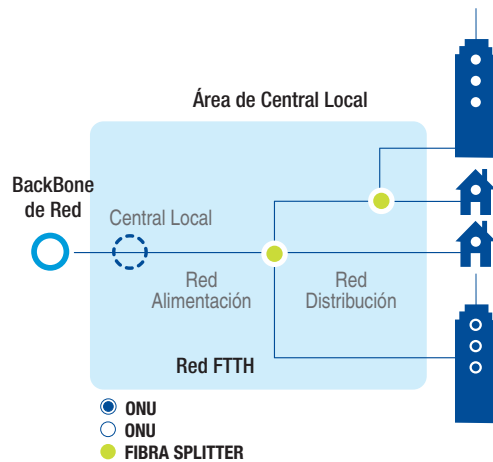 Área de Central Local
BackBone
de Red
Central Local
Red
Alimentación
Red
Distribución
Red FTTH
ONU
ONU
FIBRA SPLITTER